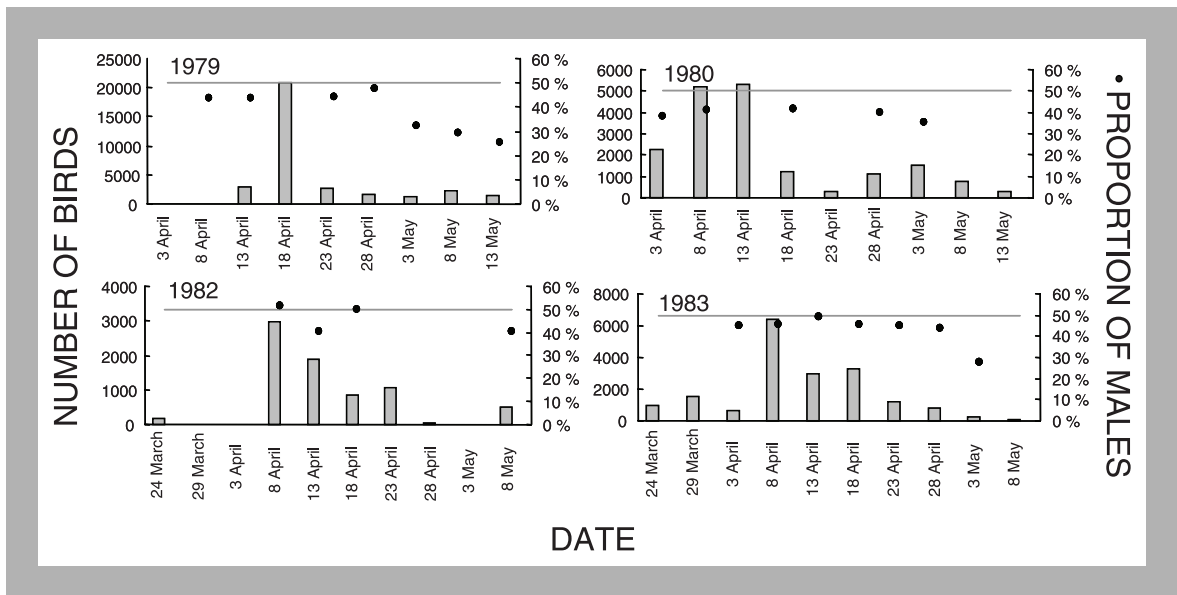 NUMBER OF BIRDS
1979
25000
20000
15000
10000
5000
0
60 %
50 %
40 %
30 %
20 %
10 %
0 %
3 April
8 April
13 April
18 April
23 April
28 April
3 May
8 May
13 May
1980
6000
5000
4000
3000
2000
1000
0
60 %
50 %
40 %
30 %
20 %
10 %
0 %
3 April
8 April
13 April
18 April
23 April
28 April
3 May
8 May
13 May
1982
4000
3000
2000
1000
0
60 %
50 %
40 %
30 %
20 %
10 %
0 %
24 March
29 March
3 April
8 April
13 April
18 April
23 April
28 April
3 May
8 May
1983
8000
6000
4000
2000
0
60 %
50 %
40 %
30 %
20 %
10 %
0 %
24 March
29 March
3 April
8 April
13 April
18 April
23 April
28 April
3 May
8 May
• PROPORTION OF MALES
DATE